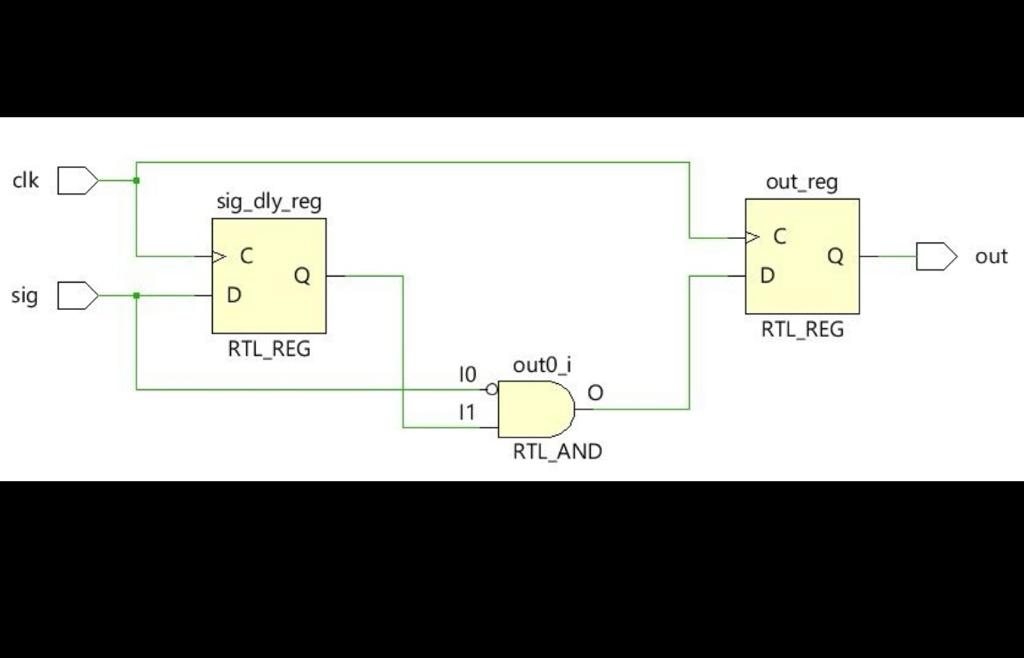 clk
sig
sig_dly_reg
C
D
Q
RTL_REG
I0
I1
out0_i
O
RTL_AND
out_reg
C
D
Q
RTL_REG
out